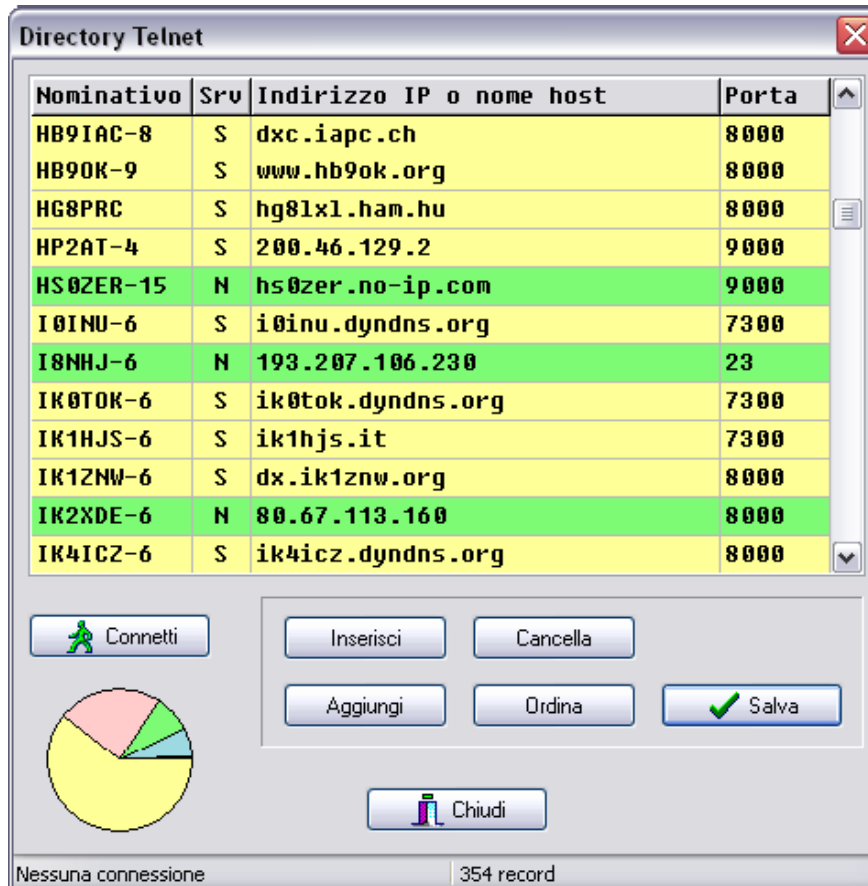 Directory Telnet
Nominativo Srv Indirizzo IP o nome host Porta
HB9IAC-8 S dxc.iapc.ch 8000
HB9OK-9 S www.hb9ok.org 8000
HG8PRC S hg8lxl.ham.hu 8000
HP2AT-4 S 200.46.129.2 9000
HS0ZER-15 N hs0zer.no-ip.com 9000
I0INU-6 S i0inu.dyndns.org 7300
I8NHJ-6 N 193.207.106.230 23
IK0TOK-6 S ik0tok.dyndns.org 7300
IK1HJS-6 S ik1hjs.it 7300
IK1ZNW-6 S dx.ik1znw.org 8000
IK2XDE-6 N 80.67.113.160 8000
IK4ICZ-6 S ik4icz.dyndns.org 8000
Connetti Inserisci Cancella
Aggiungi Ordina Salva
Chiudi
Nessuna connessione 354 record